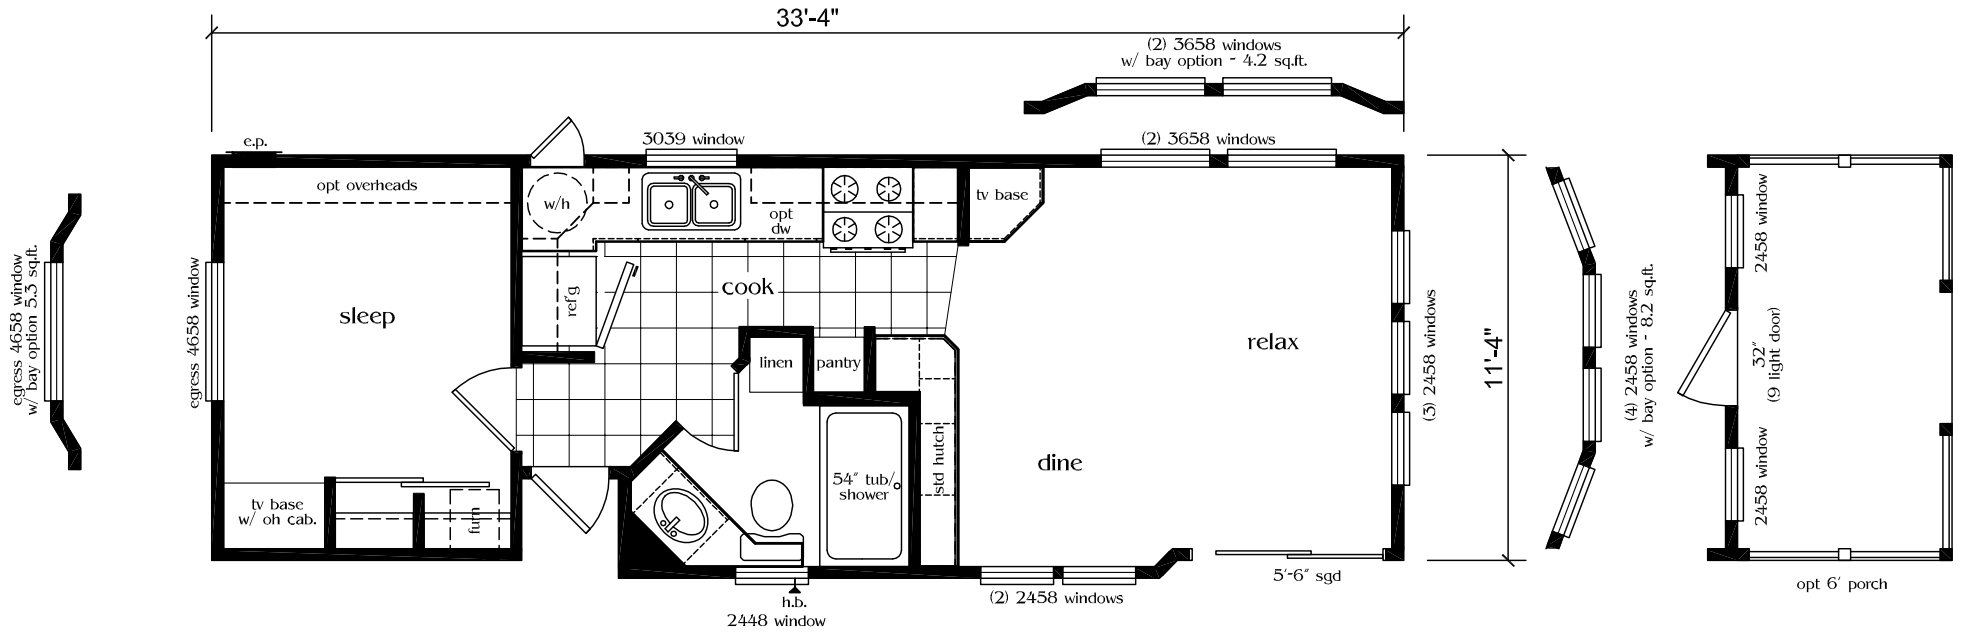 33'-4"
(2) 3658 windows
w/ bay option - 4.2 sq.ft.
e.p.
3039 window
(2) 3658 windows
opt overheads
w/h
opt
dw
tv base
egress 4658 window
w/ bay option 5.3 sq.ft.
egress 4658 window
sleep
ref'g
cook
linen
pantry
relax
(3) 2458 windows
11'-4"
(4) 2458 windows
w/ bay option - 8.2 sq.ft.
2458 window
32"
(9 light door)
2458 window
std hutch
dine
54" tub/
shower
tv base
w/ oh cab.
furn
5'-6" sgd
opt 6' porch
h.b.
(2) 2458 windows
2448 window